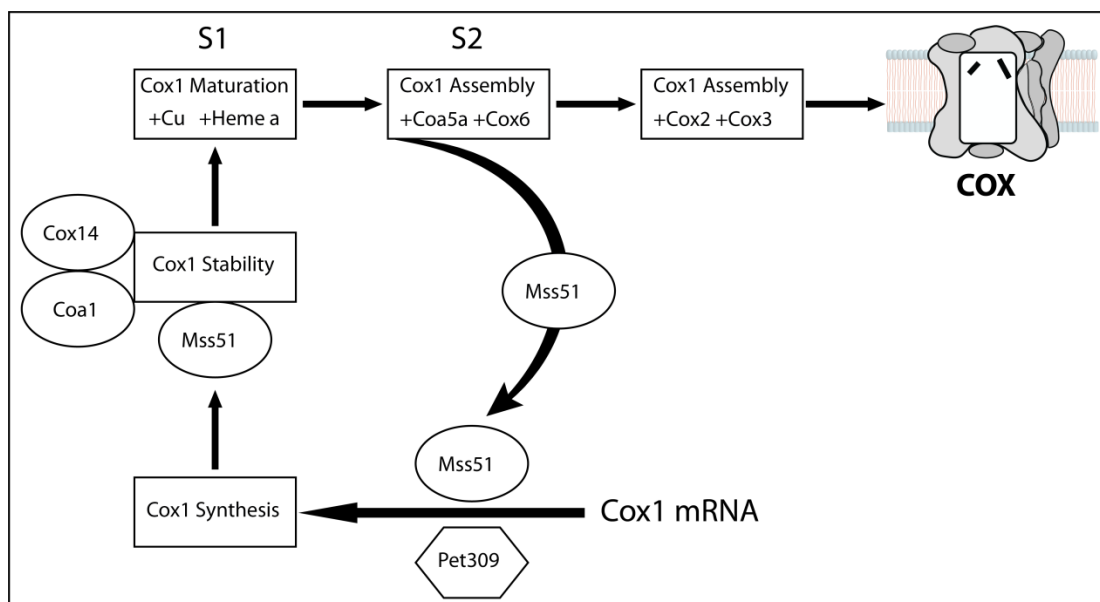 S1
S2
Cox1 Maturation
+Cu +Heme a
Cox1 Assembly
+Coa5a +Cox6
Cox1 Assembly
+Cox2 +Cox3
COX
Cox14
Cox1 Stability
Coa1
Mss51
Mss51
Mss51
Cox1 Synthesis
Cox1 mRNA
Pet309